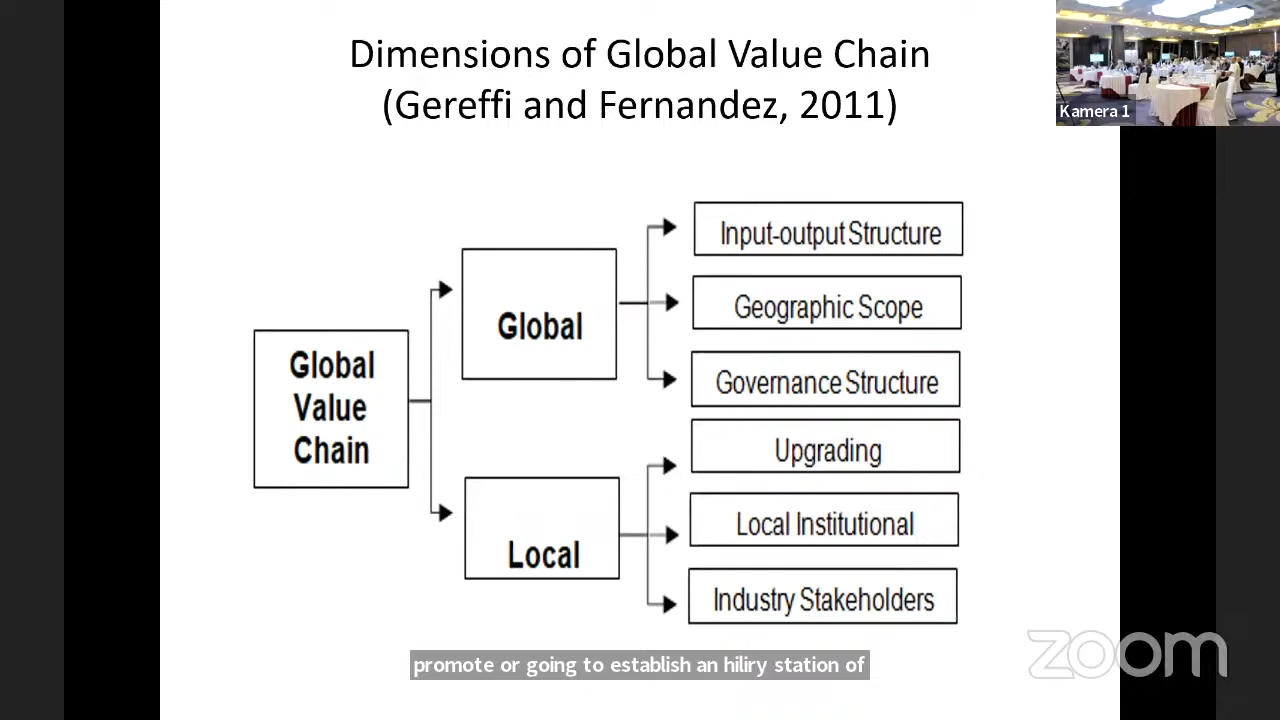 Dimensions of Global Value Chain
(Gereffi and Fernandez, 2011)
Kamera 1
Global
Value
Chain
Global
Input-output Structure
Geographic Scope
Governance Structure
Local
Upgrading
Local Institutional
Industry Stakeholders
promote or going to establish an hiliry station of
zoom